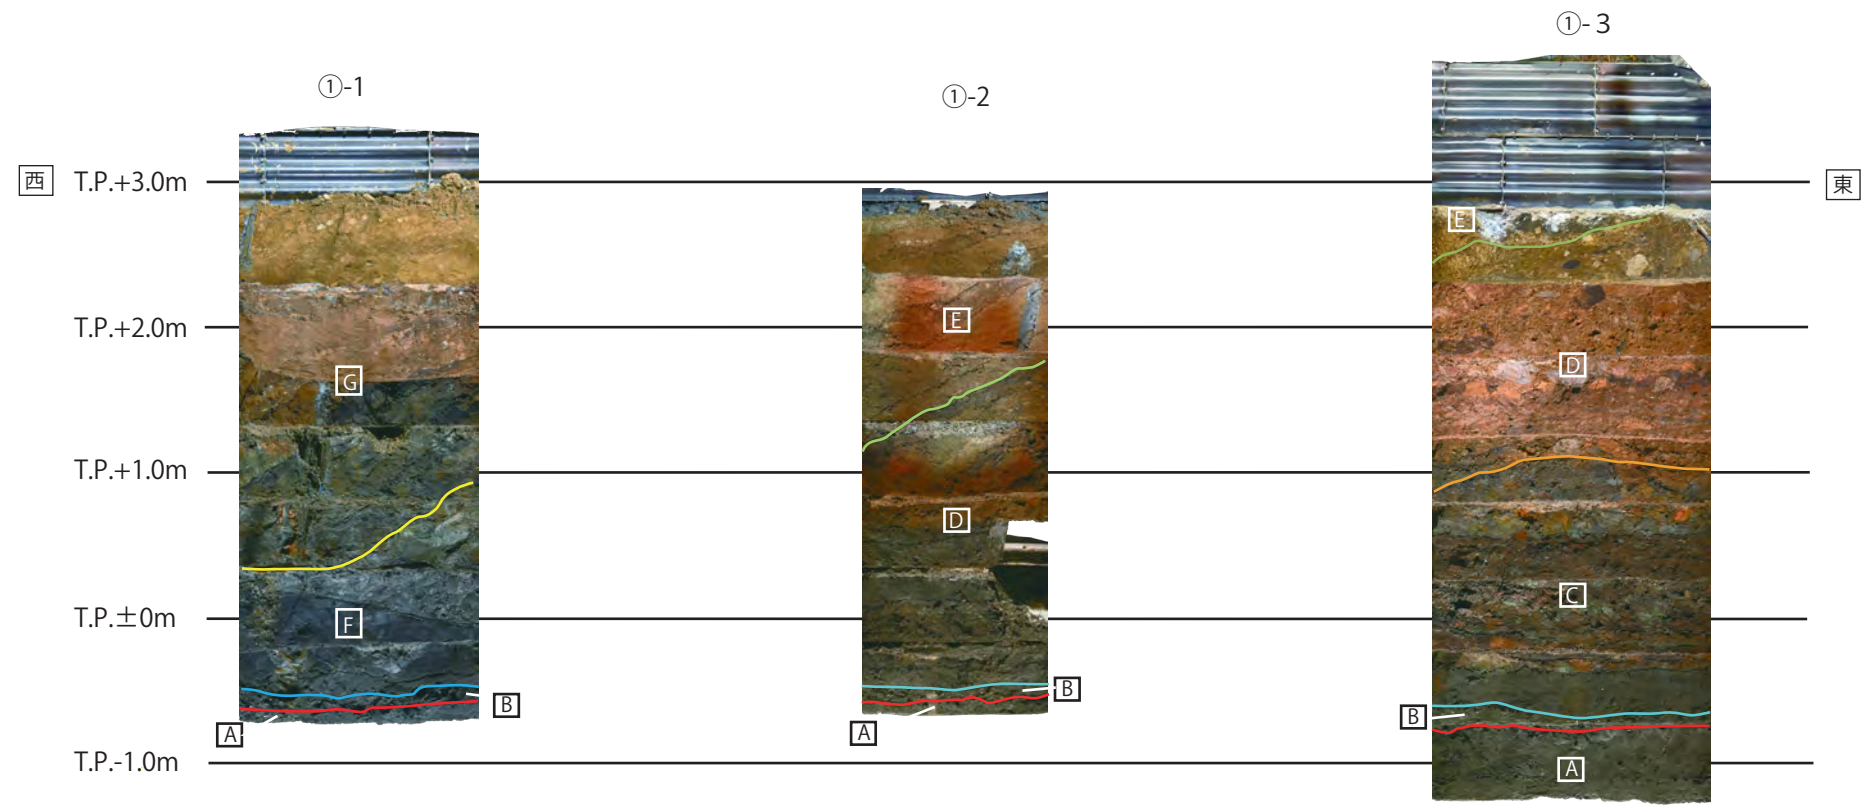 ①-1
①-2
①-3
西
T.P.+3.0m
東
T.P.+2.0m
T.P.+1.0m
T.P.±0m
T.P.-1.0m
G
F
B
A
E
D
B
A
E
D
C
B
A